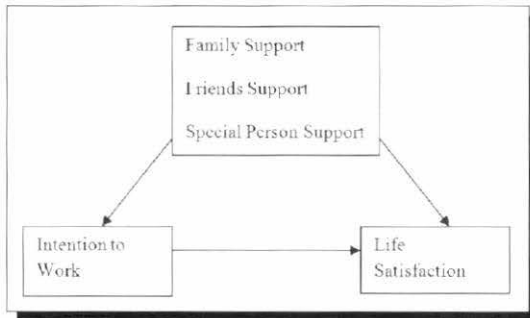 Family Support
Friends Support
Special Person Support
Intention to
Work
Life
Satisfaction